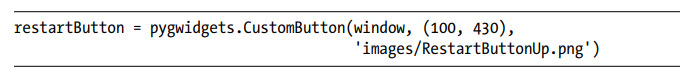 restartButton = pygwidgets.CustomButton(window, (100, 430),
                                        'images/RestartButtonUp.png')